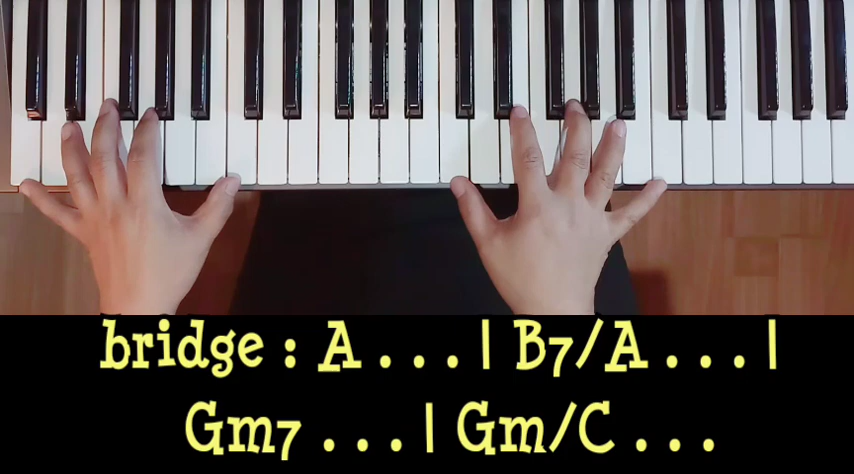 bridge : A . . . | B7/A . . . |
Gm7 . . . | Gm/C . . .